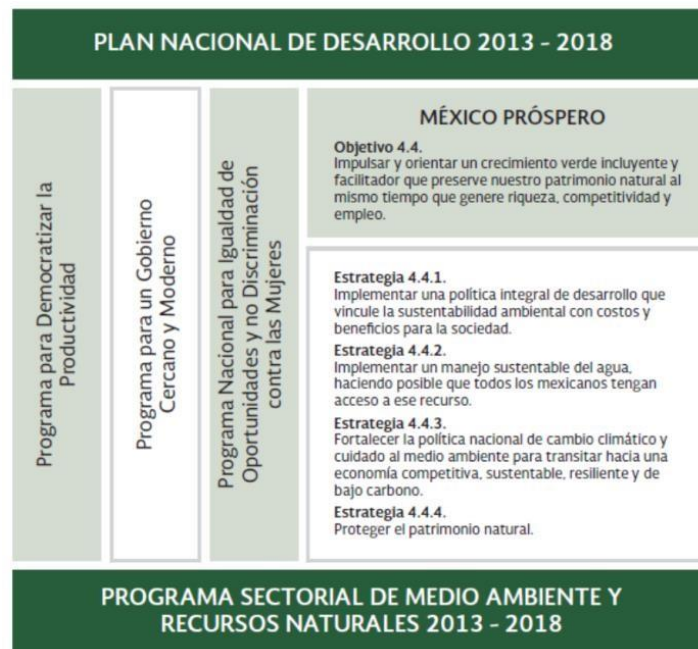 PLAN NACIONAL DE DESARROLLO 2013 - 2018
Programa para Democratizar la
Productividad
Programa para un Gobierno
Cercano y Moderno
Programa Nacional para Igualdad de
Oportunidades y no Discriminación
contra las Mujeres
MÉXICO PRÓSPERO
Objetivo 4.4.
Impulsar y orientar un crecimiento verde incluyente y
facilitador que preserve nuestro patrimonio natural al
mismo tiempo que genere riqueza, competitividad y
empleo.
Estrategia 4.4.1.
Implementar una política integral de desarrollo que
vincule la sustentabilidad ambiental con costos y
beneficios para la sociedad.
Estrategia 4.4.2.
Implementar un manejo sustentable del agua,
haciendo posible que todos los mexicanos tengan
acceso a ese recurso.
Estrategia 4.4.3.
Fortalecer la política nacional de cambio climático y
cuidado al medio ambiente para transitar hacia una
economía competitiva, sustentable, resiliente y de
bajo carbono.
Estrategia 4.4.4.
Proteger el patrimonio natural.
PROGRAMA SECTORIAL DE MEDIO AMBIENTE Y
RECURSOS NATURALES 2013 - 2018